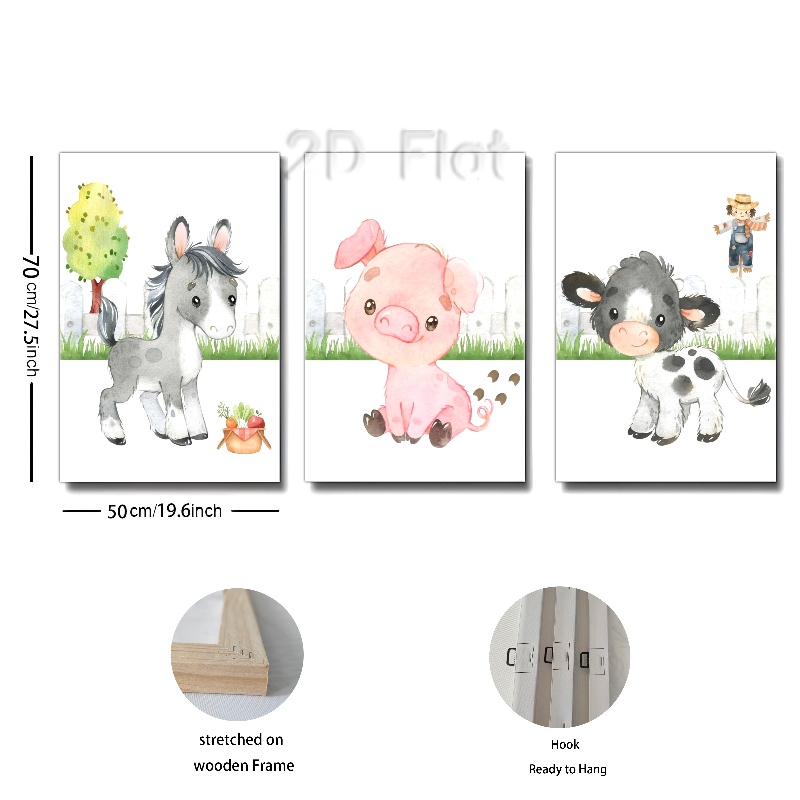 2D Flat
70 cm/27.5inch
50 cm/19.6inch
stretched on
wooden Frame
Hook
Ready to Hang